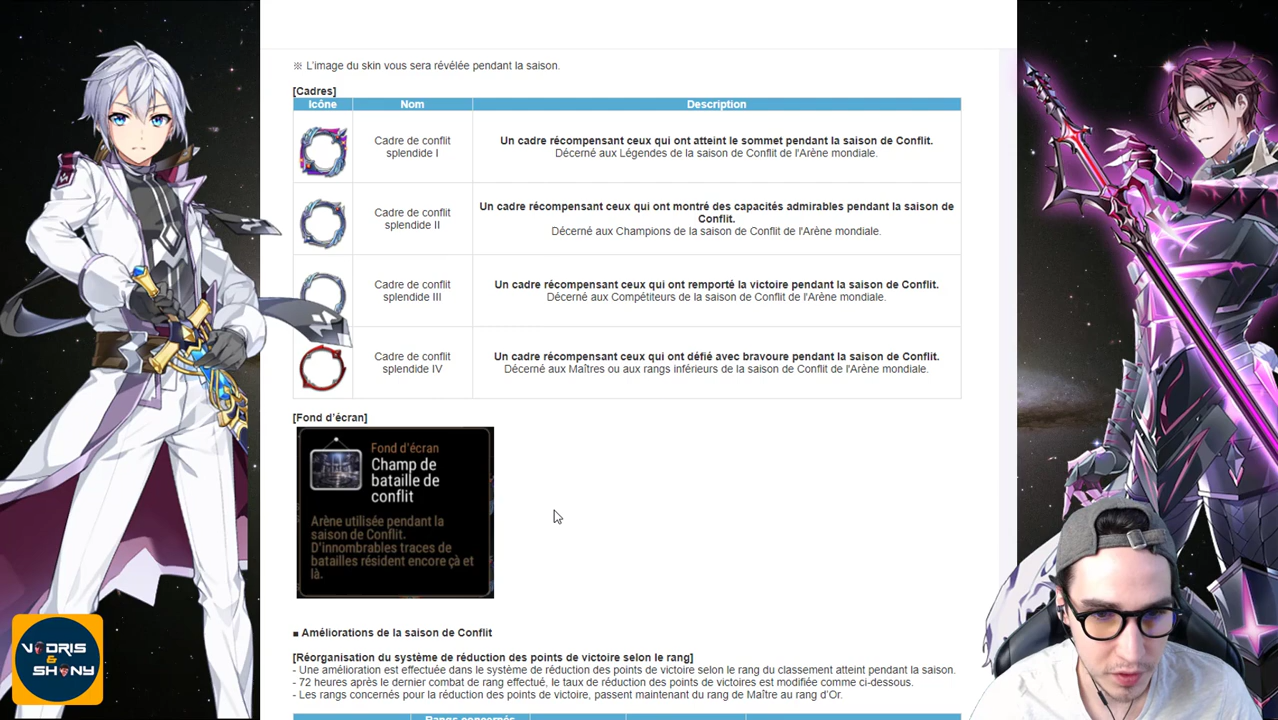 ※ L'image du skin vous sera révélée pendant la saison.
[Cadres]
Icône Nom Description
Cadre de conflit
splendide I
Un cadre récompensant ceux qui ont atteint le sommet pendant la saison de Conflit.
Décerné aux Légendes de la saison de Conflit de l'Arène mondiale.
Cadre de conflit
splendide II
Un cadre récompensant ceux qui ont montré des capacités admirables pendant la saison de
Conflit.
Décerné aux Champions de la saison de Conflit de l'Arène mondiale.
Cadre de conflit
splendide III
Un cadre récompensant ceux qui ont remporté la victoire pendant la saison de Conflit.
Décerné aux Compétiteurs de la saison de Conflit de l'Arène mondiale.
Cadre de conflit
splendide IV
Un cadre récompensant ceux qui ont défié avec bravoure pendant la saison de Conflit.
Décerné aux Maîtres ou aux rangs inférieurs de la saison de Conflit de l'Arène mondiale.
[Fond d'écran]
Fond d'écran
Champ de
bataille de
conflit
Arène utilisée pendant la
saison de Conflit.
D'innombrables traces de
batailles résident encore çà et
là.
■ Améliorations de la saison de Conflit
[Réorganisation du système de réduction des points de victoire selon le rang]
- Une amélioration est effectuée dans le système de réduction des points de victoire selon le rang du classement atteint pendant la saison.
- 72 heures après le dernier combat de rang effectué, le taux de réduction des points de victoires est modifiée comme ci-dessous.
- Les rangs concernés pour la réduction des points de victoire, passent maintenant du rang de Maître au rang d'Or.
Rangs concernés
VODRIS
&
SHONY